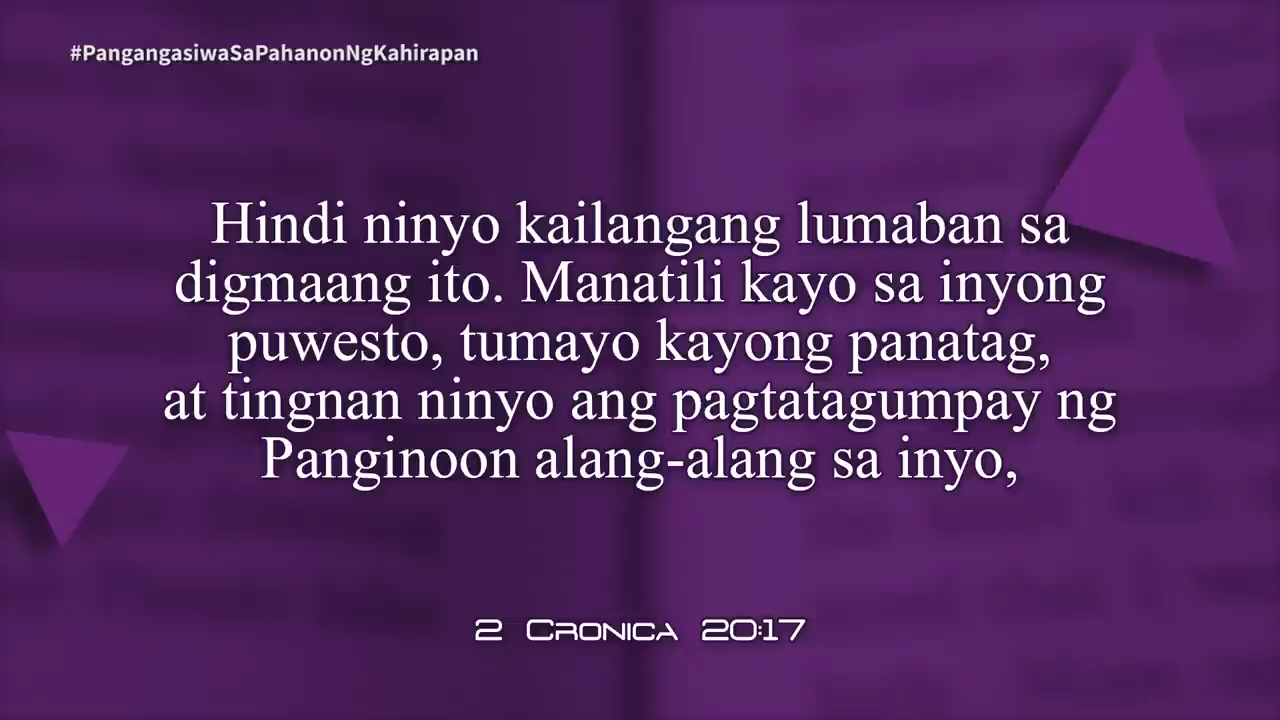 #PangangasiwaSaPahanonNgKahirapan
Hindi ninyo kailangang lumaban sa
digmaang ito. Manatili kayo sa inyong
puwesto, tumayo kayong panatag,
at tingnan ninyo ang pagtatagumpay ng
Panginoon alang-alang sa inyo,
2 Cronica 20:17